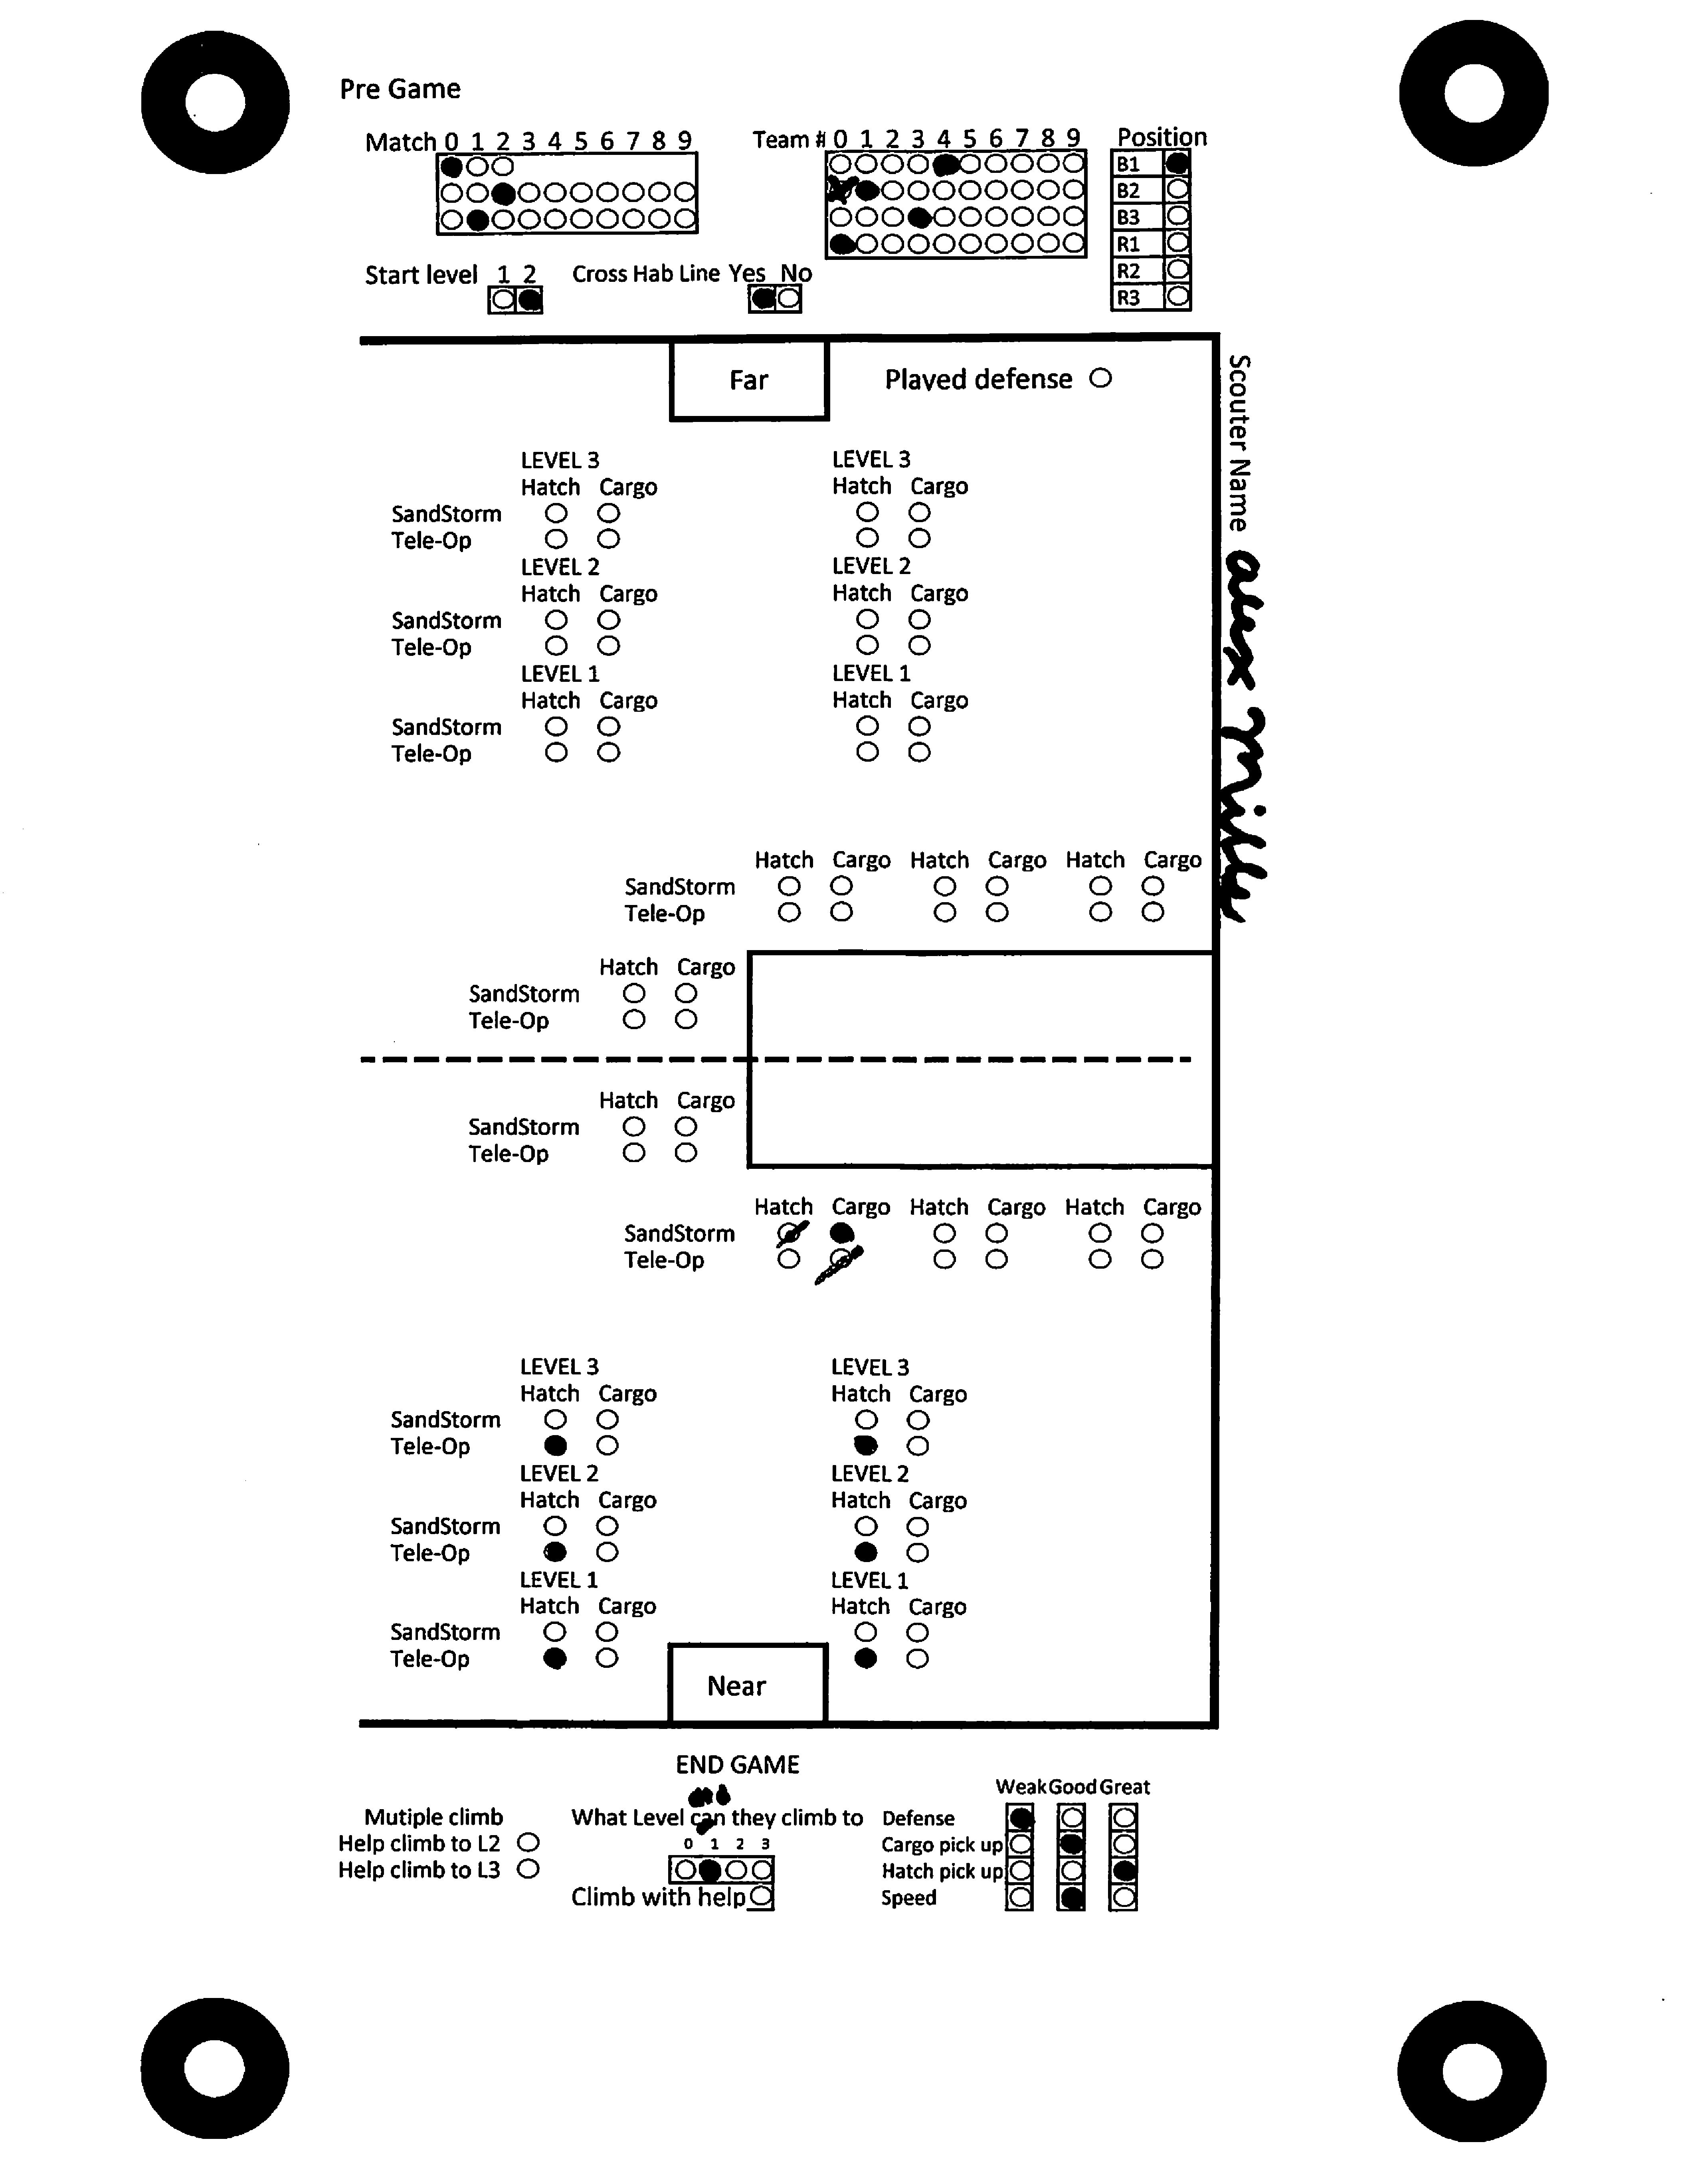 Pre Game
Match 0 1 2 3 4 5 6 7 8 9
Team # 0 1 2 3 4 5 6 7 8 9
Position
B1
B2
B3
R1
R2
R3
Start level 1 2
Cross Hab Line Yes No
Far
Played defense
Scouter Name alex Mille
LEVEL 3 LEVEL 3
Hatch Cargo Hatch Cargo
SandStorm
Tele-Op
LEVEL 2 LEVEL 2
Hatch Cargo Hatch Cargo
SandStorm
Tele-Op
LEVEL 1 LEVEL 1
Hatch Cargo Hatch Cargo
SandStorm
Tele-Op
Hatch Cargo Hatch Cargo Hatch Cargo
SandStorm
Tele-Op
Hatch Cargo
SandStorm
Tele-Op
Hatch Cargo
SandStorm
Tele-Op
Hatch Cargo Hatch Cargo Hatch Cargo
SandStorm
Tele-Op
LEVEL 3 LEVEL 3
Hatch Cargo Hatch Cargo
SandStorm
Tele-Op
LEVEL 2 LEVEL 2
Hatch Cargo Hatch Cargo
SandStorm
Tele-Op
LEVEL 1 LEVEL 1
Hatch Cargo Hatch Cargo
SandStorm
Tele-Op
Near
END GAME
Mutiple climb
Help climb to L2
Help climb to L3
What Level can they climb to
0 1 2 3
Climb with help
Weak Good Great
Defense
Cargo pick up
Hatch pick up
Speed